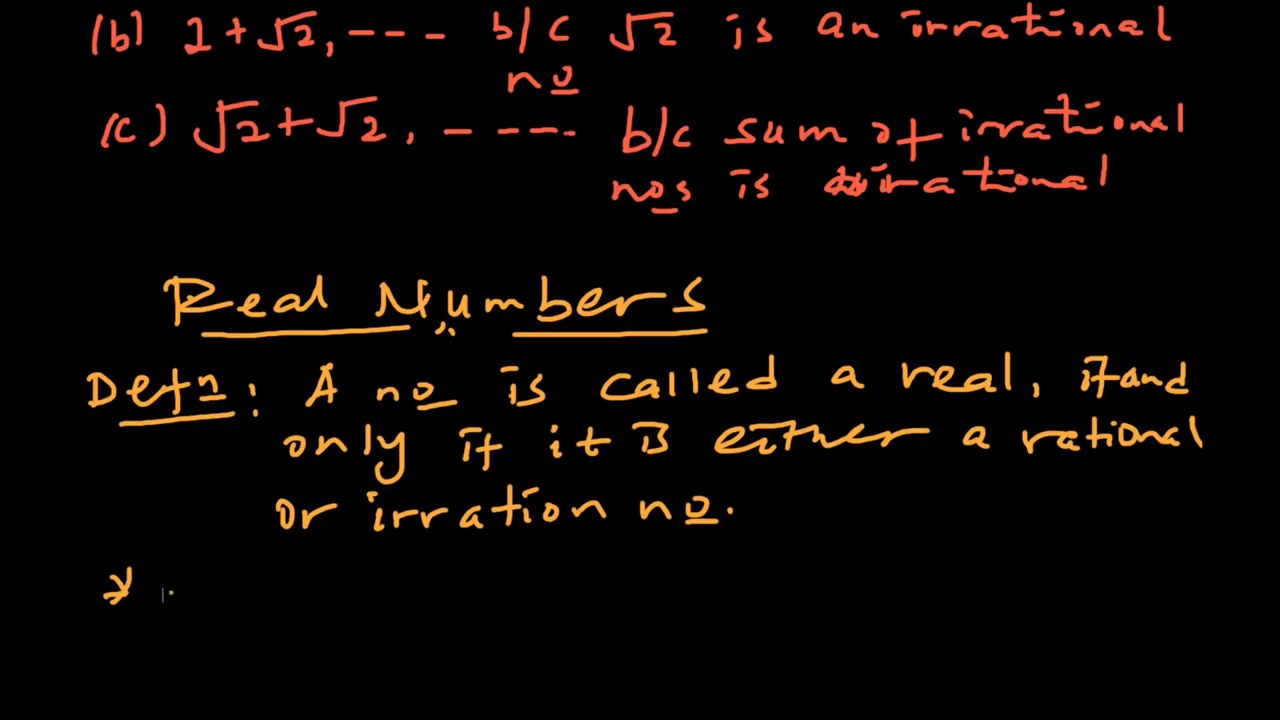 (b) 2+√2, --- b/c √2 is an irrational
no
(c) √2+√2, ---- b/c sum of irrational
nos is irational
Real Numbers
Defn: A no is called a real, if and
only if it is either a rational
or irration no.
*